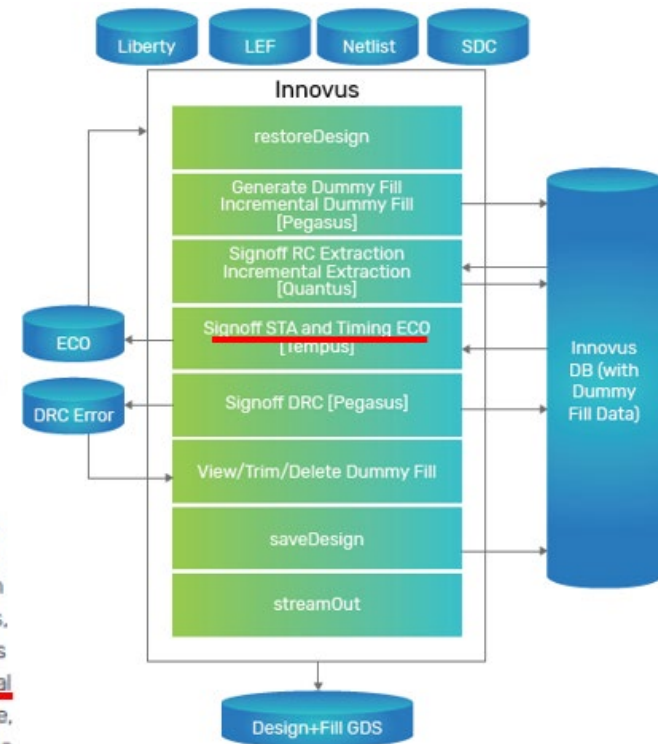 Liberty
LEF
Netlist
SDC
Innovus
restoreDesign
Generate Dummy Fill
Incremental Dummy Fill
[Pegasus]
Signoff RC Extraction
Incremental Extraction
[Quantus]
Signoff STA and Timing ECO
[Tempus]
Signoff DRC [Pegasus]
View/Trim/Delete Dummy Fill
saveDesign
streamOut
ECO
DRC Error
Innovus
DB (with
Dummy
Fill Data)
Design+Fill GDS